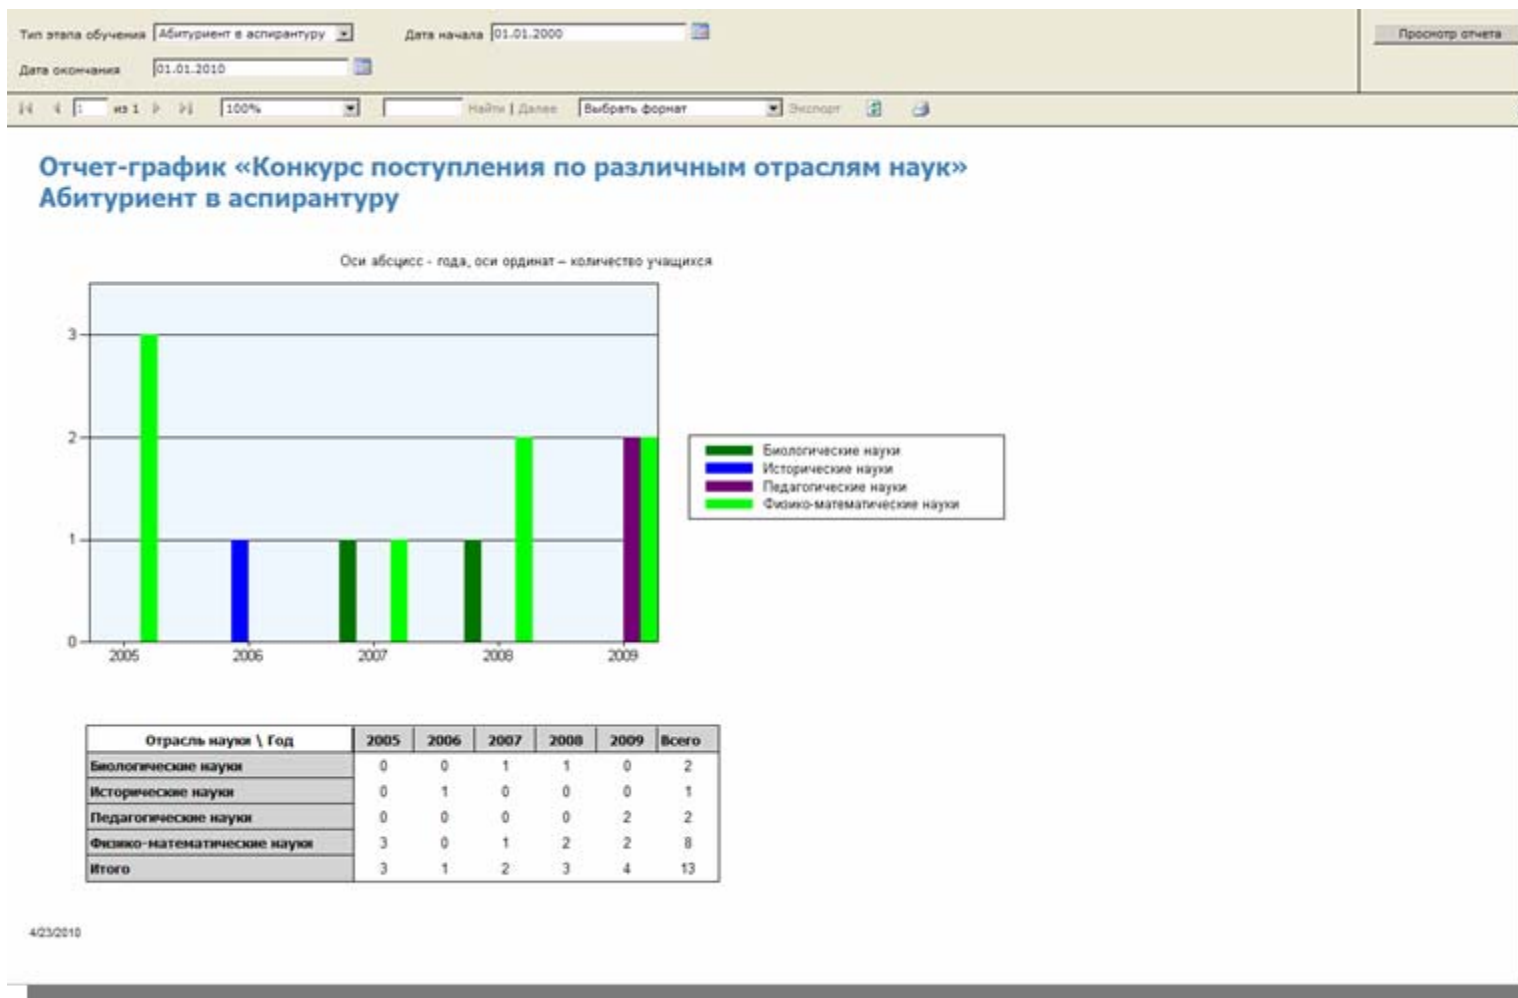 Тип этапа обучения Абитуриент в аспирантуру Дата начала 01.01.2000 Просмотр отчета
Дата окончания 01.01.2010
1 из 1 100% Найти | Далее Выбрать формат Экспорт
Отчет-график «Конкурс поступления по различным отраслям наук»
Абитуриент в аспирантуру
Оси абсцисс - года, оси ординат – количество учащихся
3
2
1
0
2005 2006 2007 2008 2009
Биологические науки
Исторические науки
Педагогические науки
Физико-математические науки
Отрасль науки \ Год 2005 2006 2007 2008 2009 Всего
Биологические науки 0 0 1 1 0 2
Исторические науки 0 1 0 0 0 1
Педагогические науки 0 0 0 0 2 2
Физико-математические науки 3 0 1 2 2 8
Итого 3 1 2 3 4 13
4/23/2010